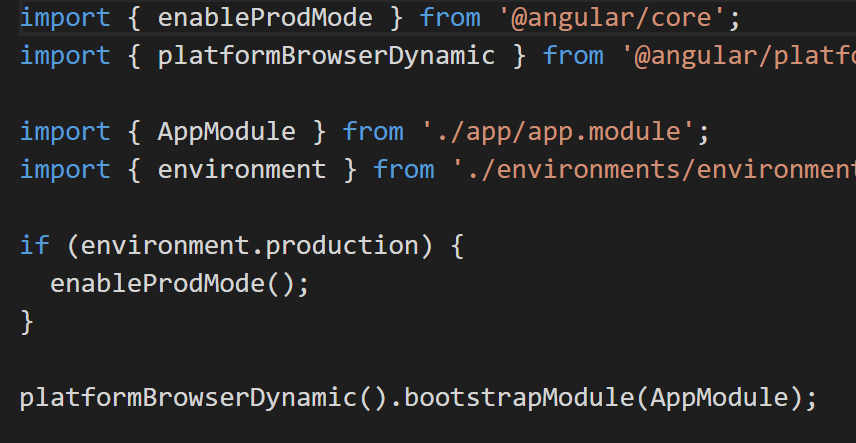 import { enableProdMode } from '@angular/core';
import { platformBrowserDynamic } from '@angular/platf
import { AppModule } from './app/app.module';
import { environment } from './environments/environment
if (environment.production) {
enableProdMode();
}
platformBrowserDynamic().bootstrapModule(AppModule);